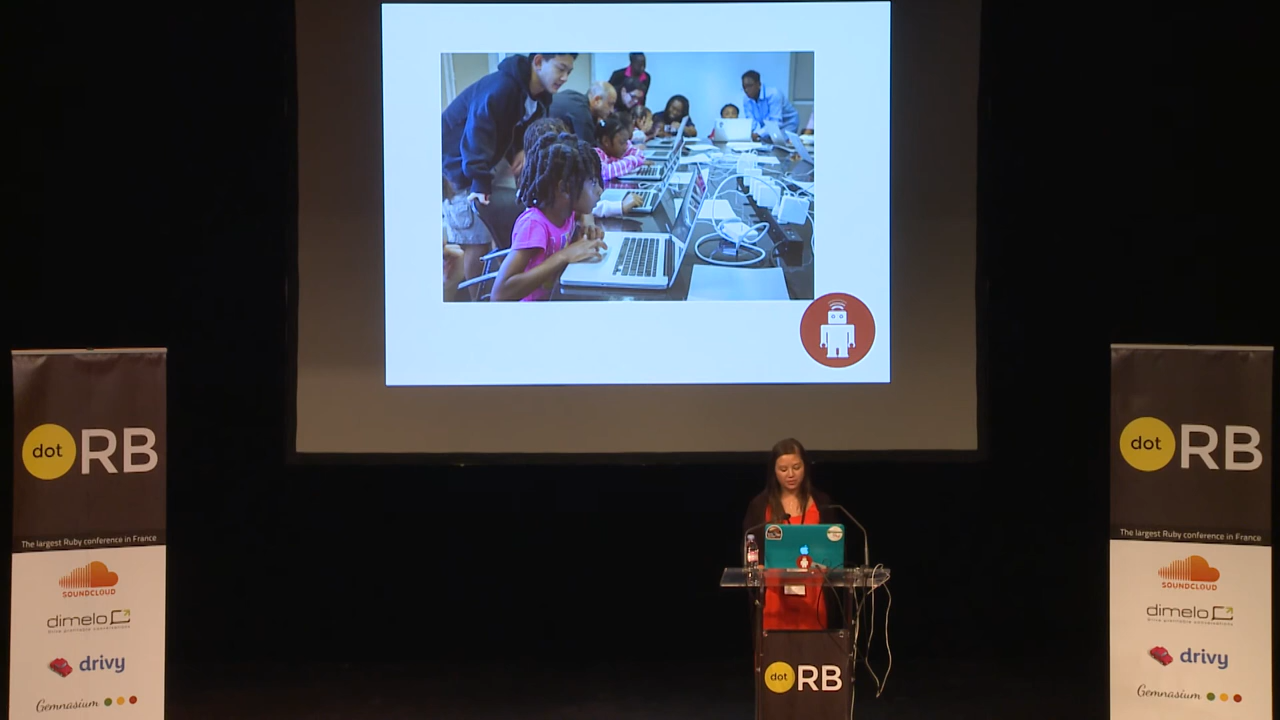 dot RB
The largest Ruby conference in France
SOUNDCLOUD
dimelo
drivy
Gemnasium
dot RB
dot RB
The largest Ruby conference in France
SOUNDCLOUD
dimelo
drivy
Gemnasium